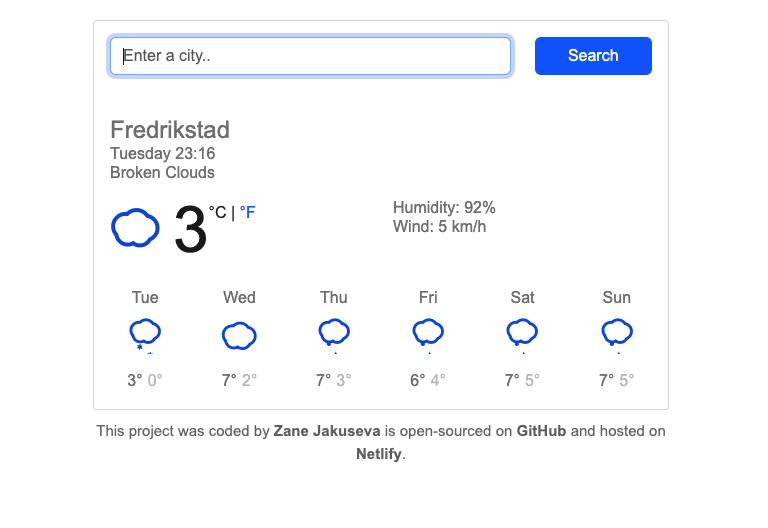 Enter a city..
Search
Fredrikstad
Tuesday 23:16
Broken Clouds
3 °C | °F
Humidity: 92%
Wind: 5 km/h
Tue Wed Thu Fri Sat Sun
3° 0° 7° 2° 7° 3° 6° 4° 7° 5° 7° 5°
This project was coded by Zane Jakuseva is open-sourced on GitHub and hosted on
Netlify.